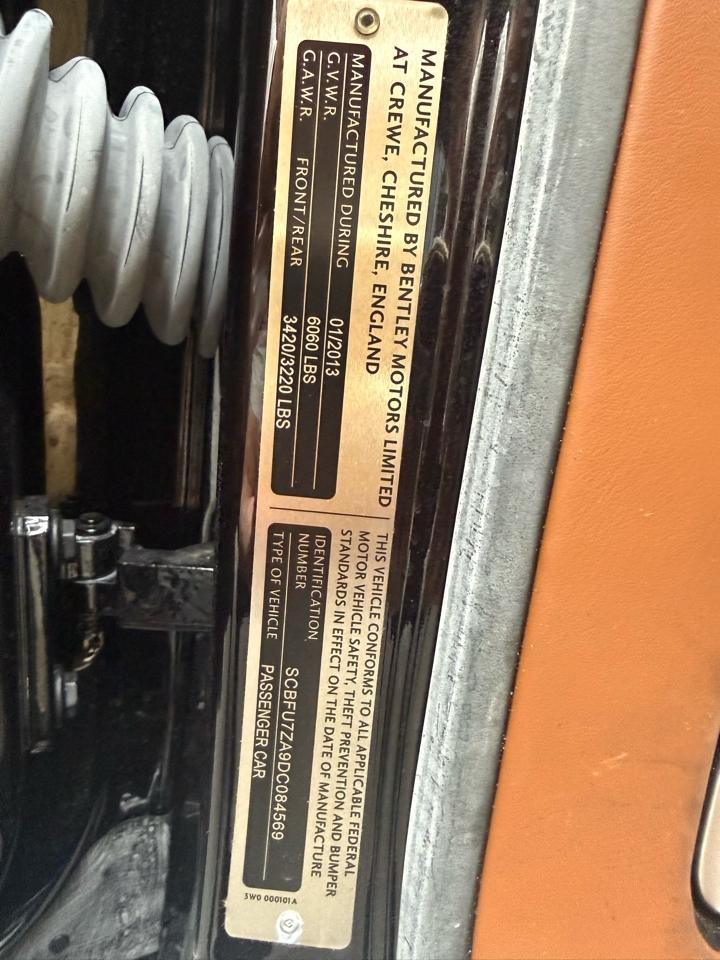 MANUFACTURED BY BENTLEY MOTORS LIMITED
AT CREWE, CHESHIRE, ENGLAND
MANUFACTURED DURING 01/2013
G.V.W.R. 6060 LBS
G.A.W.R. FRONT/REAR 3420/3220 LBS
THIS VEHICLE CONFORMS TO ALL APPLICABLE FEDERAL
MOTOR VEHICLE SAFETY, THEFT PREVENTION AND BUMPER
STANDARDS IN EFFECT ON THE DATE OF MANUFACTURE
IDENTIFICATION
NUMBER SCBFU7ZA9DC084569
TYPE OF VEHICLE PASSENGER CAR
3W0 000101 A